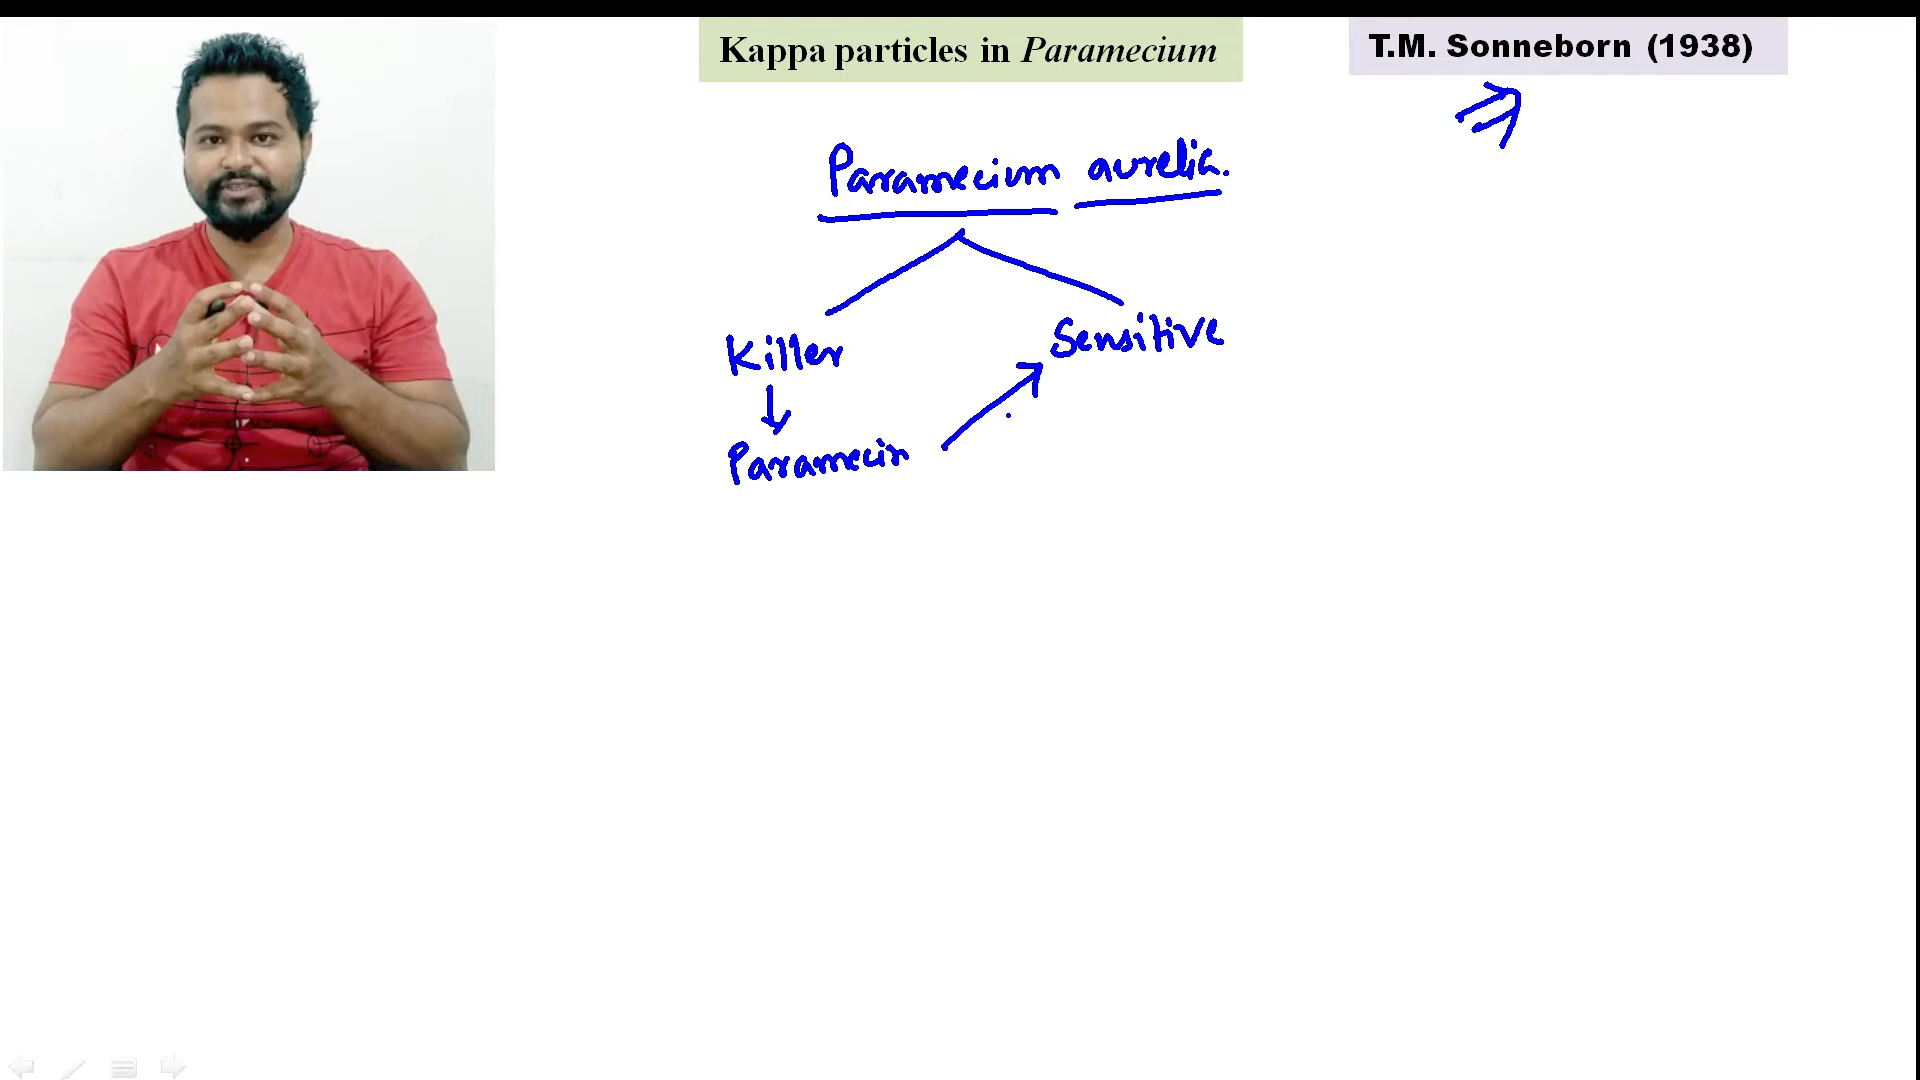 Kappa particles in Paramecium
T.M. Sonneborn (1938)
Paramecium aurelia.
Killer
Sensitive
Paramecin